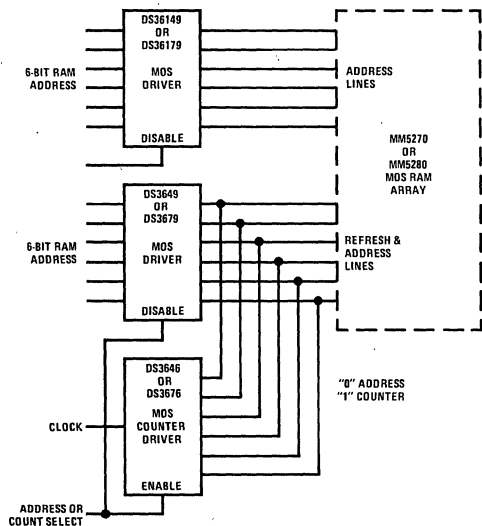 DS36149
OR
DS36179
MOS
DRIVER
DISABLE
6-BIT RAM
ADDRESS
ADDRESS
LINES
MM5270
OR
MM5280
MOS RAM
ARRAY
DS3649
OR
DS3679
MOS
DRIVER
DISABLE
6-BIT RAM
ADDRESS
REFRESH &
ADDRESS
LINES
DS3646
OR
DS3676
MOS
COUNTER
DRIVER
ENABLE
CLOCK
"0" ADDRESS
"1" COUNTER
ADDRESS OR
COUNT SELECT